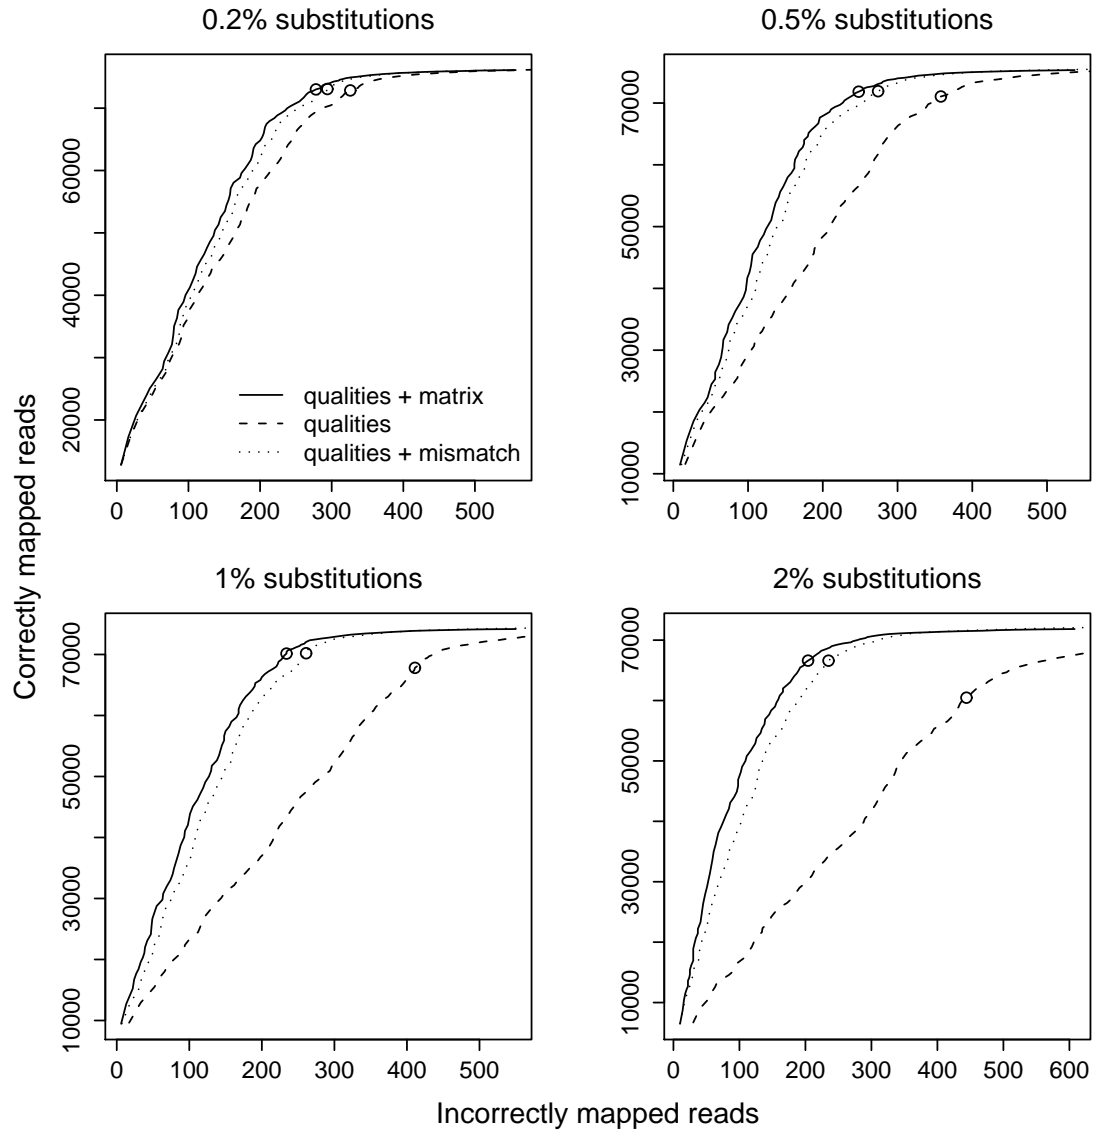 0.2% substitutions
0.5% substitutions
20000
40000
60000
qualities + matrix
qualities
qualities + mismatch
0 100 200 300 400 500
10000
30000
50000
70000
0 100 200 300 400 500
Correctly mapped reads
1% substitutions
2% substitutions
10000
30000
50000
70000
0 100 200 300 400 500
10000
30000
50000
70000
0 100 200 300 400 500 600
Incorrectly mapped reads